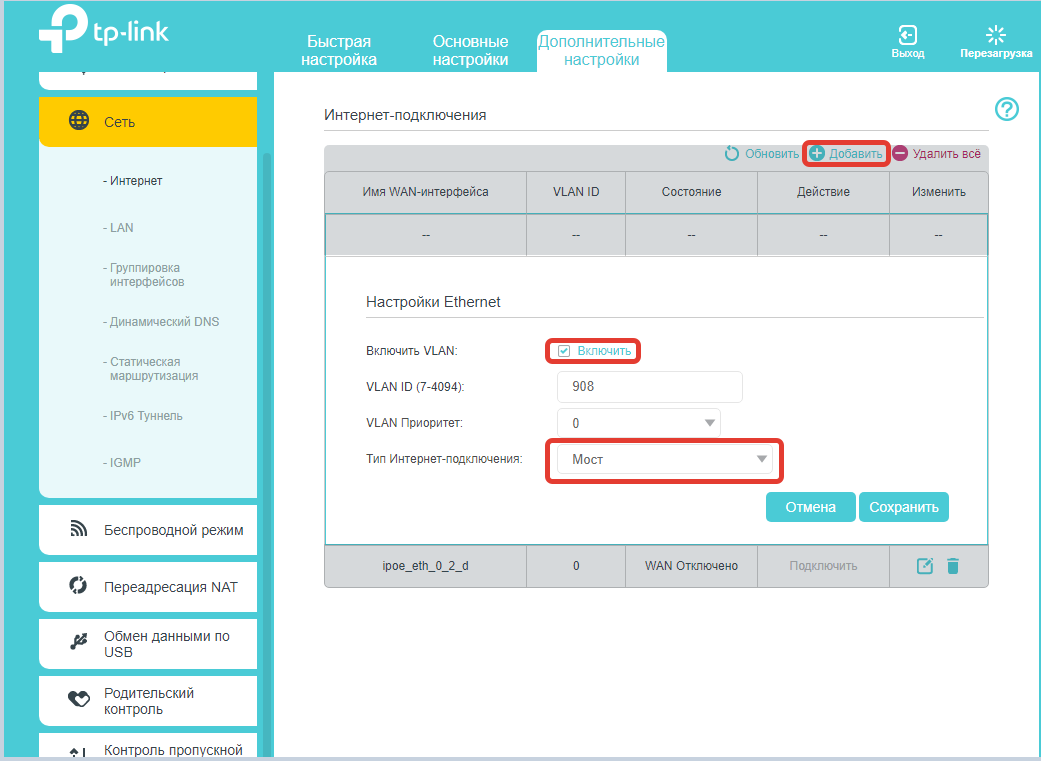 tp-link
Быстрая
настройка
Основные
настройки
Дополнительные
настройки
Выход
Перезагрузка
Сеть
- Интернет
- LAN
- Группировка
интерфейсов
- Динамический DNS
- Статическая
маршрутизация
- IPv6 Туннель
- IGMP
Беспроводной режим
Переадресация NAT
Обмен данными по
USB
Родительский
контроль
Контроль пропускной
Интернет-подключения
?
Обновить Добавить Удалить всё
Имя WAN-интерфейса VLAN ID Состояние Действие Изменить
-- -- -- -- --
Настройки Ethernet
Включить VLAN: Включить
VLAN ID (7-4094): 908
VLAN Приоритет: 0
Тип Интернет-подключения: Мост
Отмена Сохранить
ipoe_eth_0_2_d 0 WAN Отключено Подключить